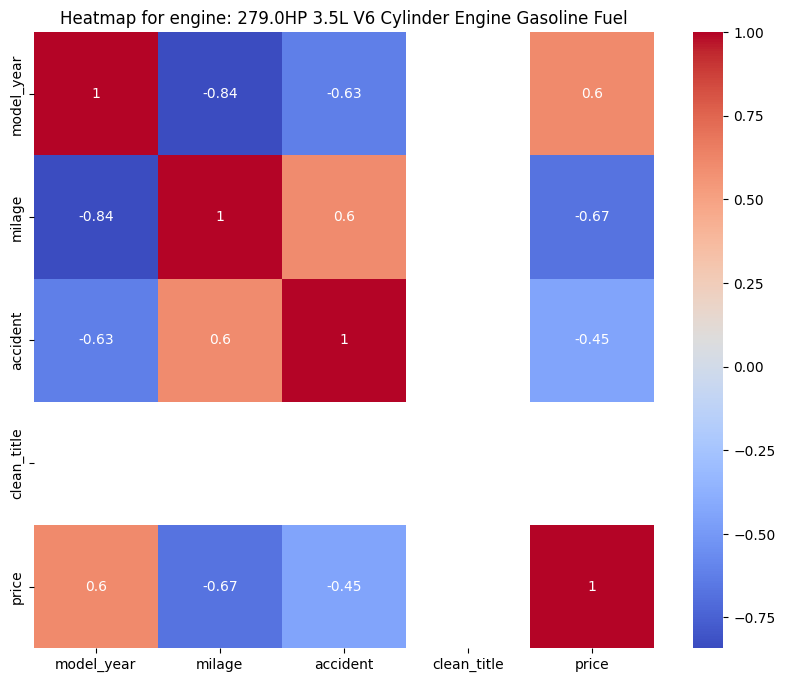 Heatmap for engine: 279.0HP 3.5L V6 Cylinder Engine Gasoline Fuel
model_year
1
-0.84
-0.63
0.6
milage
-0.84
1
0.6
-0.67
accident
-0.63
0.6
1
-0.45
clean_title
price
0.6
-0.67
-0.45
1
model_year
milage
accident
clean_title
price
1.00
0.75
0.50
0.25
0.00
-0.25
-0.50
-0.75